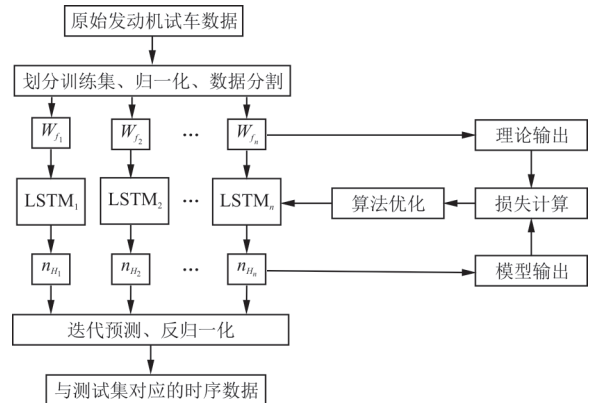 原始发动机试车数据
划分训练集、归一化、数据分割
W_{f_1} W_{f_2} ··· W_{f_n} 理论输出
LSTM_1 LSTM_2 ··· LSTM_n 算法优化 损失计算
n_{H_1} n_{H_2} ··· n_{H_n} 模型输出
迭代预测、反归一化
与测试集对应的时序数据